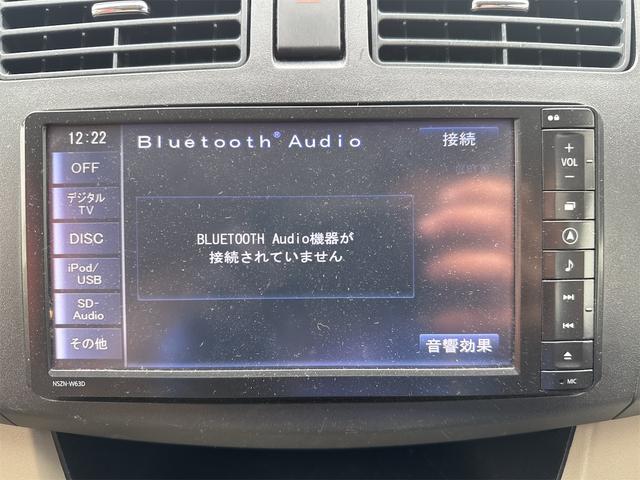 12:22
Bluetooth® Audio
接続
OFF
デジタル
TV
DISC
iPod/
USB
SD-
Audio
その他
BLUETOOTH Audio機器が
接続されていません
音響効果
+
VOL
-
NSZN-W63D
MIC